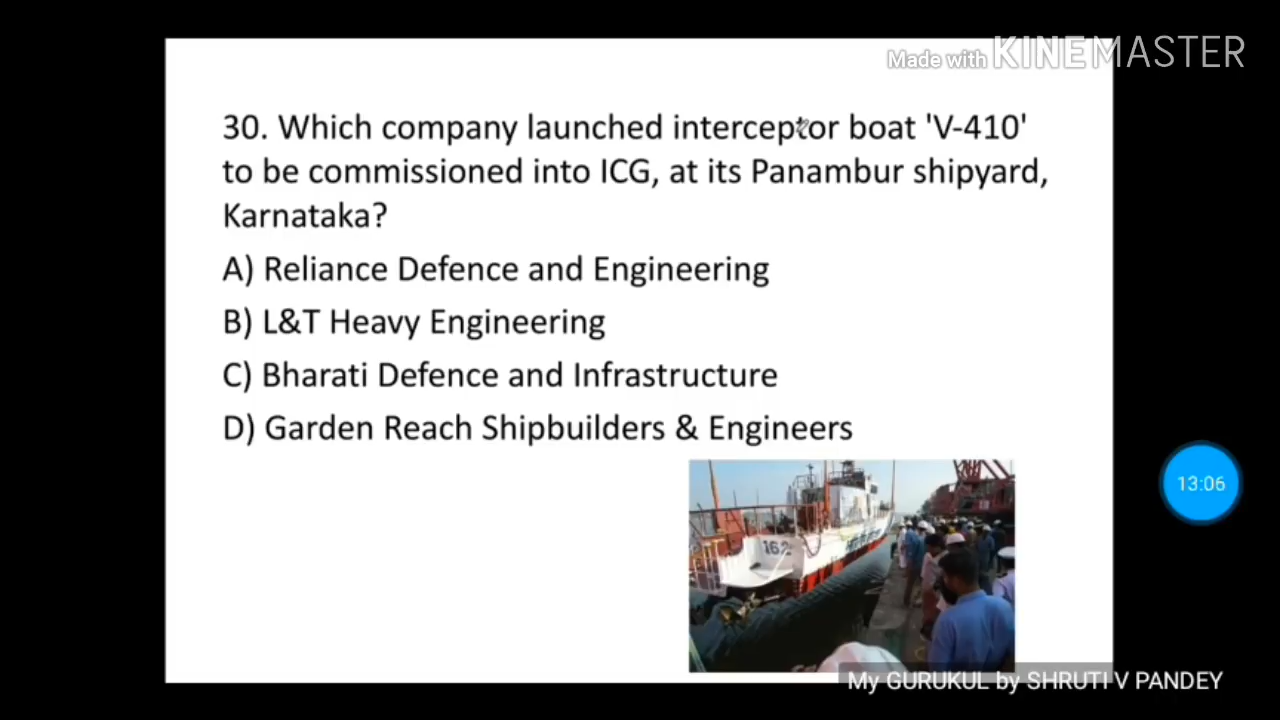 Made with KINEMASTER
30. Which company launched interceptor boat 'V-410'
to be commissioned into ICG, at its Panambur shipyard,
Karnataka?
A) Reliance Defence and Engineering
B) L&T Heavy Engineering
C) Bharati Defence and Infrastructure
D) Garden Reach Shipbuilders & Engineers
13:06
162
My GURUKUL by SHRUTI V PANDEY